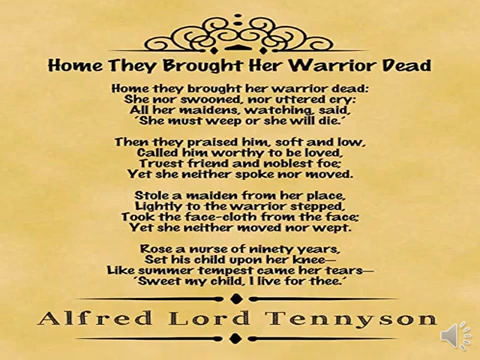 Home They Brought Her Warrior Dead
Home they brought her warrior dead:
She nor swooned, nor uttered cry:
All her maidens, watching, said,
‘She must weep or she will die.’
Then they praised him, soft and low,
Called him worthy to be loved,
Truest friend and noblest foe;
Yet she neither spoke nor moved.
Stole a maiden from her place,
Lightly to the warrior stepped,
Took the face-cloth from the face;
Yet she neither moved nor wept.
Rose a nurse of ninety years,
Set his child upon her knee—
Like summer tempest came her tears—
‘Sweet my child, I live for thee.’
Alfred Lord Tennyson